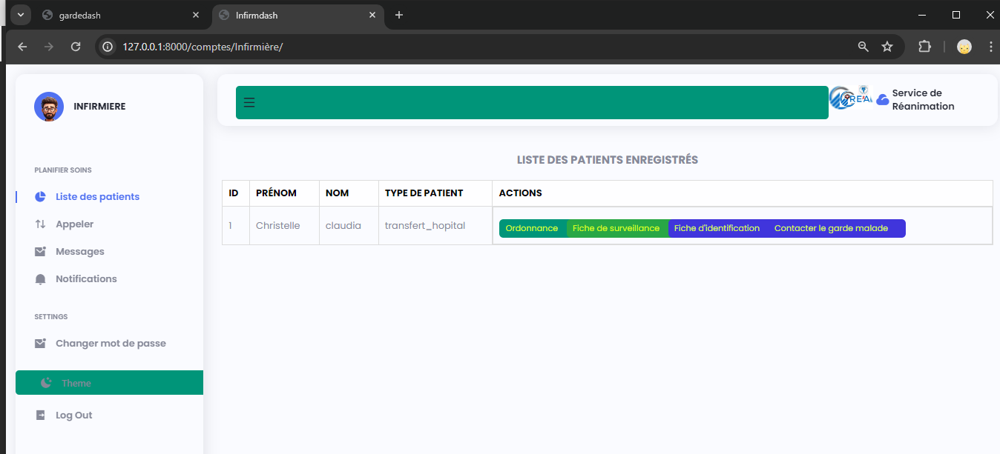 gardedash
Infirmdash
127.0.0.1:8000/comptes/Infirmière/
INFIRMIERE
PLANIFIER SOINS
Liste des patients
Appeler
Messages
Notifications
SETTINGS
Changer mot de passe
Theme
Log Out
REA
Service de
Réanimation
LISTE DES PATIENTS ENREGISTRÉS
ID PRÉNOM NOM TYPE DE PATIENT ACTIONS
1 Christelle claudia transfert_hopital Ordonnance Fiche de surveillance Fiche d'identification Contacter le garde malade